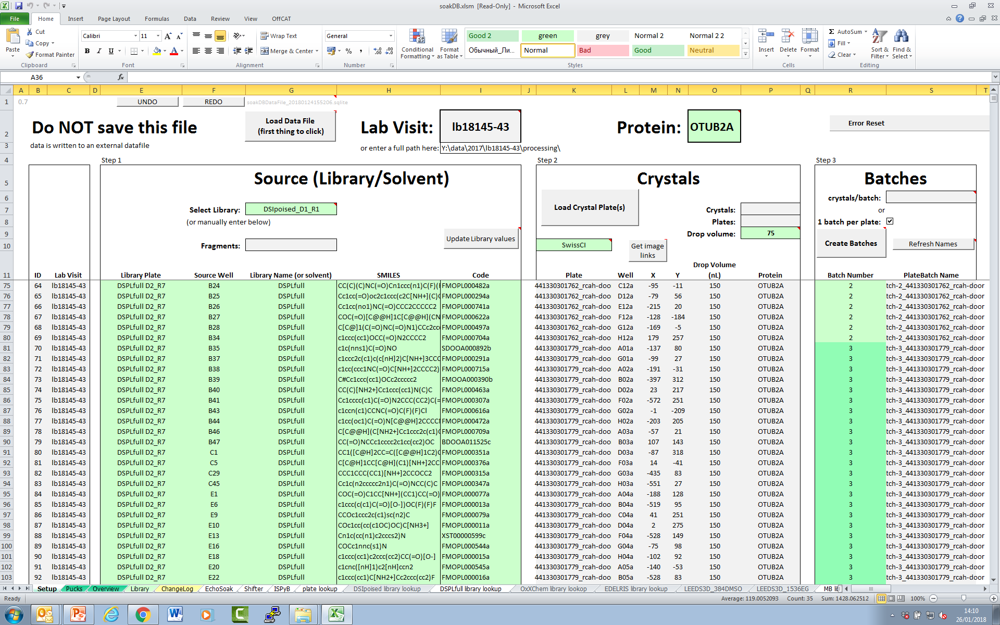 soakDB.xlsm [Read-Only] - Microsoft Excel
File Home Insert Page Layout Formulas Data Review View OffCAT
Paste Cut Copy Format Painter Clipboard
Calibri 11 B I U Font
Wrap Text Merge & Center Alignment
General % , Number
Conditional Formatting Format as Table
Good 2 green grey Normal 2 Normal 2 2
Обычный_Ли... Normal Bad Good Neutral
Styles
Insert Delete Format Cells
AutoSum Fill Clear Sort & Filter Find & Select Editing
A36 fx
A B C D E F G H I J K L M N O P Q R S T
1 0.7 UNDO REDO soakDBDataFile_20180124155206.sqlite
2 Do NOT save this file Load Data File (first thing to click) Lab Visit: lb18145-43 Protein: OTUB2A Error Reset
3 data is written to an external datafile or enter a full path here: Y:\data\2017\lb18145-43\processing\
4 Step 1 Step 2 Step 3
5 Source (Library/Solvent) Crystals Batches
6 crystals/batch:
7 Select Library: DSIpoised_D1_R1 Load Crystal Plate(s) Crystals: or
8 (or manually enter below) Plates: 1 batch per plate:
9 Update Library values Drop volume: 75 Create Batches
10 Fragments: SwissCI Get image links Refresh Names
11 ID Lab Visit Library Plate Source Well Library Name (or solvent) SMILES Code Plate Well X Y Drop Volume (nL) Protein Batch Number PlateBatch Name
75 64 lb18145-43 DSPLfull D2_R7 B24 DSPLfull CC(C)(C)NC(=O)Cn1ccc(n1)C(F)( FMOPL000482a 441330301762_rcah-doo C12a -95 -11 150 OTUB2A 2 tch-2_441330301762_rcah-door
76 65 lb18145-43 DSPLfull D2_R7 B25 DSPLfull Cc1cc(=O)oc2c1ccc(c2C[NH+](C) FMOPL000294a 441330301762_rcah-doo D12a -79 56 150 OTUB2A 2 tch-2_441330301762_rcah-door
77 66 lb18145-43 DSPLfull D2_R7 B26 DSPLfull Cc1cc(no1)NC(=O)CCC2CCCCC2 FMOPL000741a 441330301762_rcah-doo E12a -215 20 150 OTUB2A 2 tch-2_441330301762_rcah-door
78 67 lb18145-43 DSPLfull D2_R7 B27 DSPLfull COC(=O)[C@@H]1C[C@@H](CN FMOPL000622a 441330301762_rcah-doo F12a -128 -184 150 OTUB2A 2 tch-2_441330301762_rcah-door
79 68 lb18145-43 DSPLfull D2_R7 B28 DSPLfull C[C@]1(C(=O)NC(=O)N1)CCc2cc FMOPL000497a 441330301762_rcah-doo G12a -169 -5 150 OTUB2A 2 tch-2_441330301762_rcah-door
80 69 lb18145-43 DSPLfull D2_R7 B34 DSPLfull c1ccc(cc1)OCC(=O)N2CCCC2 FMOPL000704a 441330301762_rcah-doo H12a 179 257 150 OTUB2A 2 tch-2_441330301762_rcah-door
81 70 lb18145-43 DSPLfull D2_R7 B35 DSPLfull c1c(nns1)C(=O)NO SDOOA000892b 441330301779_rcah-doo A01a -137 80 150 OTUB2A 3 tch-3_441330301779_rcah-door
82 71 lb18145-43 DSPLfull D2_R7 B37 DSPLfull c1ccc2c(c1)c(c[nH]2)C[NH+]3CCC FMOPL000291a 441330301779_rcah-doo G01a -99 27 150 OTUB2A 3 tch-3_441330301779_rcah-door
83 72 lb18145-43 DSPLfull D2_R7 B38 DSPLfull c1cc(ccc1NC(=O)C[NH+]2CCCC2) FMOPL000715a 441330301779_rcah-doo A02a -191 -31 150 OTUB2A 3 tch-3_441330301779_rcah-door
84 73 lb18145-43 DSPLfull D2_R7 B39 DSPLfull C#Cc1ccc(cc1)OCc2ccccc2 FMOOA000390b 441330301779_rcah-doo B02a -397 312 150 OTUB2A 3 tch-3_441330301779_rcah-door
85 74 lb18145-43 DSPLfull D2_R7 B40 DSPLfull CC(C)[NH2+]Cc1ccc(cc1)N(C)C FMOPL000463a 441330301779_rcah-doo D02a 23 217 150 OTUB2A 3 tch-3_441330301779_rcah-door
86 75 lb18145-43 DSPLfull D2_R7 B41 DSPLfull Cc1cccc(c1)C(=O)N2CCC(CC2)C(= FMOPL000307a 441330301779_rcah-doo F02a -572 251 150 OTUB2A 3 tch-3_441330301779_rcah-door
87 76 lb18145-43 DSPLfull D2_R7 B43 DSPLfull c1ccn(c1)CCNC(=O)C(F)(F)Cl FMOPL000616a 441330301779_rcah-doo G02a -1 -209 150 OTUB2A 3 tch-3_441330301779_rcah-door
88 77 lb18145-43 DSPLfull D2_R7 B44 DSPLfull c1cc(oc1)C(=O)N[C@@H]2CCCC FMOPL000472a 441330301779_rcah-doo H02a -203 205 150 OTUB2A 3 tch-3_441330301779_rcah-door
89 78 lb18145-43 DSPLfull D2_R7 B46 DSPLfull C[C@@H](C[NH2+]Cc1ccc2c(c1) FMOPL000709a 441330301779_rcah-doo A03a -57 21 150 OTUB2A 3 tch-3_441330301779_rcah-door
90 79 lb18145-43 DSPLfull D2_R7 B47 DSPLfull CC(=O)NCCc1cccc2c1cc(cc2)OC BDOOA011525c 441330301779_rcah-doo B03a 107 143 150 OTUB2A 3 tch-3_441330301779_rcah-door
91 80 lb18145-43 DSPLfull D2_R7 C1 DSPLfull CC1([C@H]2CC=C([C@@H]1C2) FMOPL000351a 441330301779_rcah-doo D03a -87 318 150 OTUB2A 3 tch-3_441330301779_rcah-door
92 81 lb18145-43 DSPLfull D2_R7 C5 DSPLfull C[C@H]1CC[C@H](C1)[NH+]2CC FMOPL000376a 441330301779_rcah-doo F03a 14 -41 150 OTUB2A 3 tch-3_441330301779_rcah-door
93 82 lb18145-43 DSPLfull D2_R7 C29 DSPLfull CCC1CCC(CC1)[NH+]2CCOCC2 FMOPL000315a 441330301779_rcah-doo G03a -435 83 150 OTUB2A 3 tch-3_441330301779_rcah-door
94 83 lb18145-43 DSPLfull D2_R7 C45 DSPLfull Cc1c(n2ccccc2n1)C(=O)NCC(C)C FMOPL000347a 441330301779_rcah-doo H03a -551 27 150 OTUB2A 3 tch-3_441330301779_rcah-door
95 84 lb18145-43 DSPLfull D2_R7 E1 DSPLfull COC(=O)C1CC[NH+](CC1)CC(=O) FMOPL000077a 441330301779_rcah-doo A04a -188 128 150 OTUB2A 3 tch-3_441330301779_rcah-door
96 85 lb18145-43 DSPLfull D2_R7 E6 DSPLfull c1ccc(c(c1)C(=O)[O-])OC(F)(F)F FMOPL000013a 441330301779_rcah-doo B04a -519 95 150 OTUB2A 3 tch-3_441330301779_rcah-door
97 86 lb18145-43 DSPLfull D2_R7 E9 DSPLfull CCOc1ccc2c(c1)sc(n2)C FMOPL000079a 441330301779_rcah-doo C04a 41 251 150 OTUB2A 3 tch-3_441330301779_rcah-door
98 87 lb18145-43 DSPLfull D2_R7 E10 DSPLfull COc1cc(cc(c1OC)OC)C[NH3+] FMOPL000011a 441330301779_rcah-doo D04a 2 275 150 OTUB2A 3 tch-3_441330301779_rcah-door
99 88 lb18145-43 DSPLfull D2_R7 E13 DSPLfull Cn1c(cc(n1)c2cccs2)N XST00000599c 441330301779_rcah-doo F04a -528 149 150 OTUB2A 3 tch-3_441330301779_rcah-door
100 89 lb18145-43 DSPLfull D2_R7 E16 DSPLfull COCc1nnc(s1)N FMOPL000544a 441330301779_rcah-doo G04a -75 98 150 OTUB2A 3 tch-3_441330301779_rcah-door
101 90 lb18145-43 DSPLfull D2_R7 E18 DSPLfull c1ccc(cc1)c2ccc(cc2)CC(=O)[O-] FMOPL000015a 441330301779_rcah-doo H04a -102 92 150 OTUB2A 3 tch-3_441330301779_rcah-door
102 91 lb18145-43 DSPLfull D2_R7 E20 DSPLfull c1cnc([nH]1)c2[nH]ccn2 FMOPL000545a 441330301779_rcah-doo A05a -140 -53 150 OTUB2A 3 tch-3_441330301779_rcah-door
103 92 lb18145-43 DSPLfull D2_R7 E22 DSPLfull c1ccc(cc1)C[NH2+]Cc2ccc(cc2)F FMOPL000016a 441330301779_rcah-doo B05a -528 83 150 OTUB2A 3 tch-3_441330301779_rcah-door
Setup Pucks Overview Library ChangeLog EchoSoak Shifter ISPyB plate lookup DSIpoised library lookup DSPLfull library lookup OxXChem library lookup EDELRIS library lookup LEEDS3D_384DMSO LEEDS3D_1536EG MB li
Ready Average: 119.0052093 Count: 35 Sum: 1428.062512 100%
14:10
26/01/2018